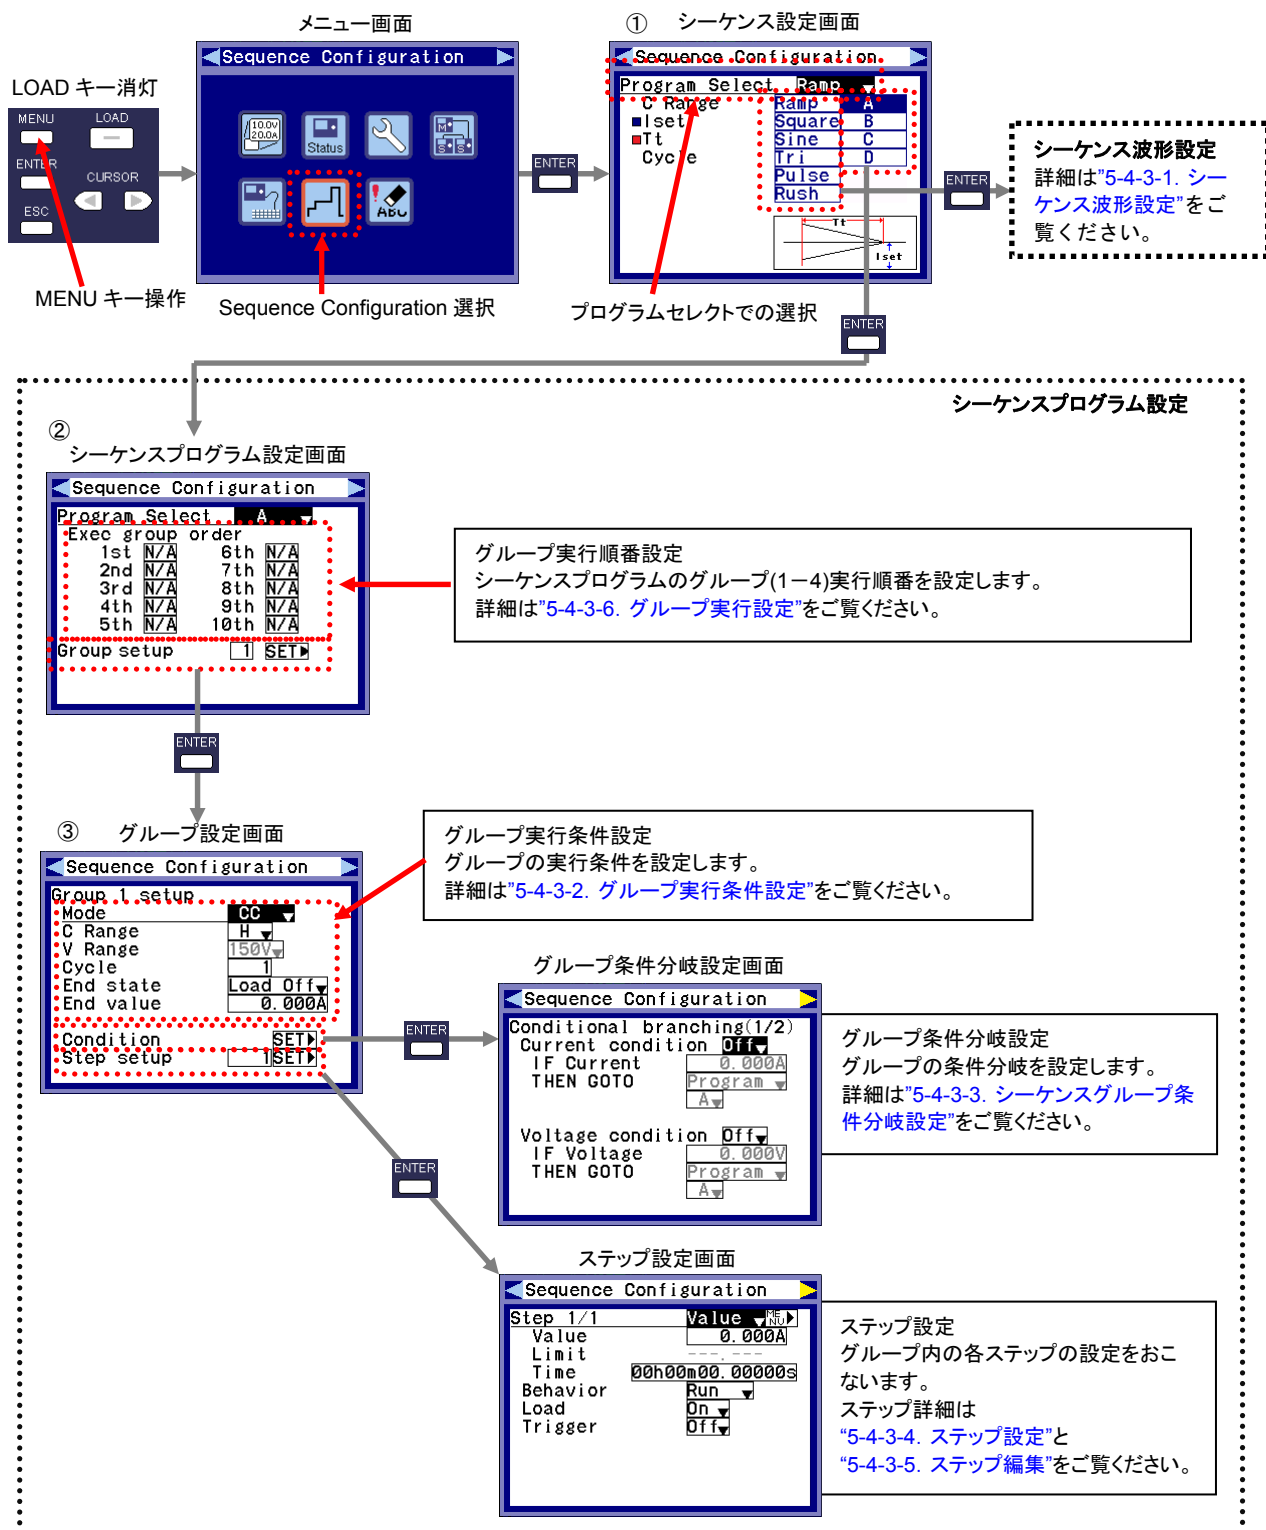 メニュー画面
① シーケンス設定画面
LOAD キー消灯
MENU
LOAD
ENTER
CURSOR
ESC
MENU キー操作
Sequence Configuration
10.0V
20.0A
Status
M
S S
ABC
Sequence Configuration 選択
ENTER
Sequence Configuration
Program Select Ramp
C Range
Iset
Tt
Cycle
Ramp
Square
Sine
Tri
Pulse
Rush
A
B
C
D
Tt
Iset
プログラムセレクトでの選択
ENTER
シーケンス波形設定
詳細は"5-4-3-1. シー
ケンス波形設定"をご
覧ください。
ENTER
シーケンスプログラム設定
②
シーケンスプログラム設定画面
Sequence Configuration
Program Select A
Exec group order
1st N/A 6th N/A
2nd N/A 7th N/A
3rd N/A 8th N/A
4th N/A 9th N/A
5th N/A 10th N/A
Group setup 1 SET
グループ実行順番設定
シーケンスプログラムのグループ(1－4)実行順番を設定します。
詳細は"5-4-3-6. グループ実行設定"をご覧ください。
ENTER
③ グループ設定画面
Sequence Configuration
Group 1 setup
Mode CC
C Range H
V Range 150V
Cycle 1
End state Load Off
End value 0.000A
Condition SET
Step setup 1 SET
グループ実行条件設定
グループの実行条件を設定します。
詳細は"5-4-3-2. グループ実行条件設定"をご覧ください。
ENTER
グループ条件分岐設定画面
Sequence Configuration
Conditional branching(1/2)
Current condition Off
IF Current 0.000A
THEN GOTO Program
A
Voltage condition Off
IF Voltage 0.000V
THEN GOTO Program
A
グループ条件分岐設定
グループの条件分岐を設定します。
詳細は"5-4-3-3. シーケンスグループ条
件分岐設定"をご覧ください。
ENTER
ステップ設定画面
Sequence Configuration
Step 1/1 Value MENU
Value 0.000A
Limit ---.---
Time 00h00m00.00000s
Behavior Run
Load On
Trigger Off
ステップ設定
グループ内の各ステップの設定をおこ
ないます。
ステップ詳細は
“5-4-3-4. ステップ設定”と
“5-4-3-5. ステップ編集”をご覧ください。